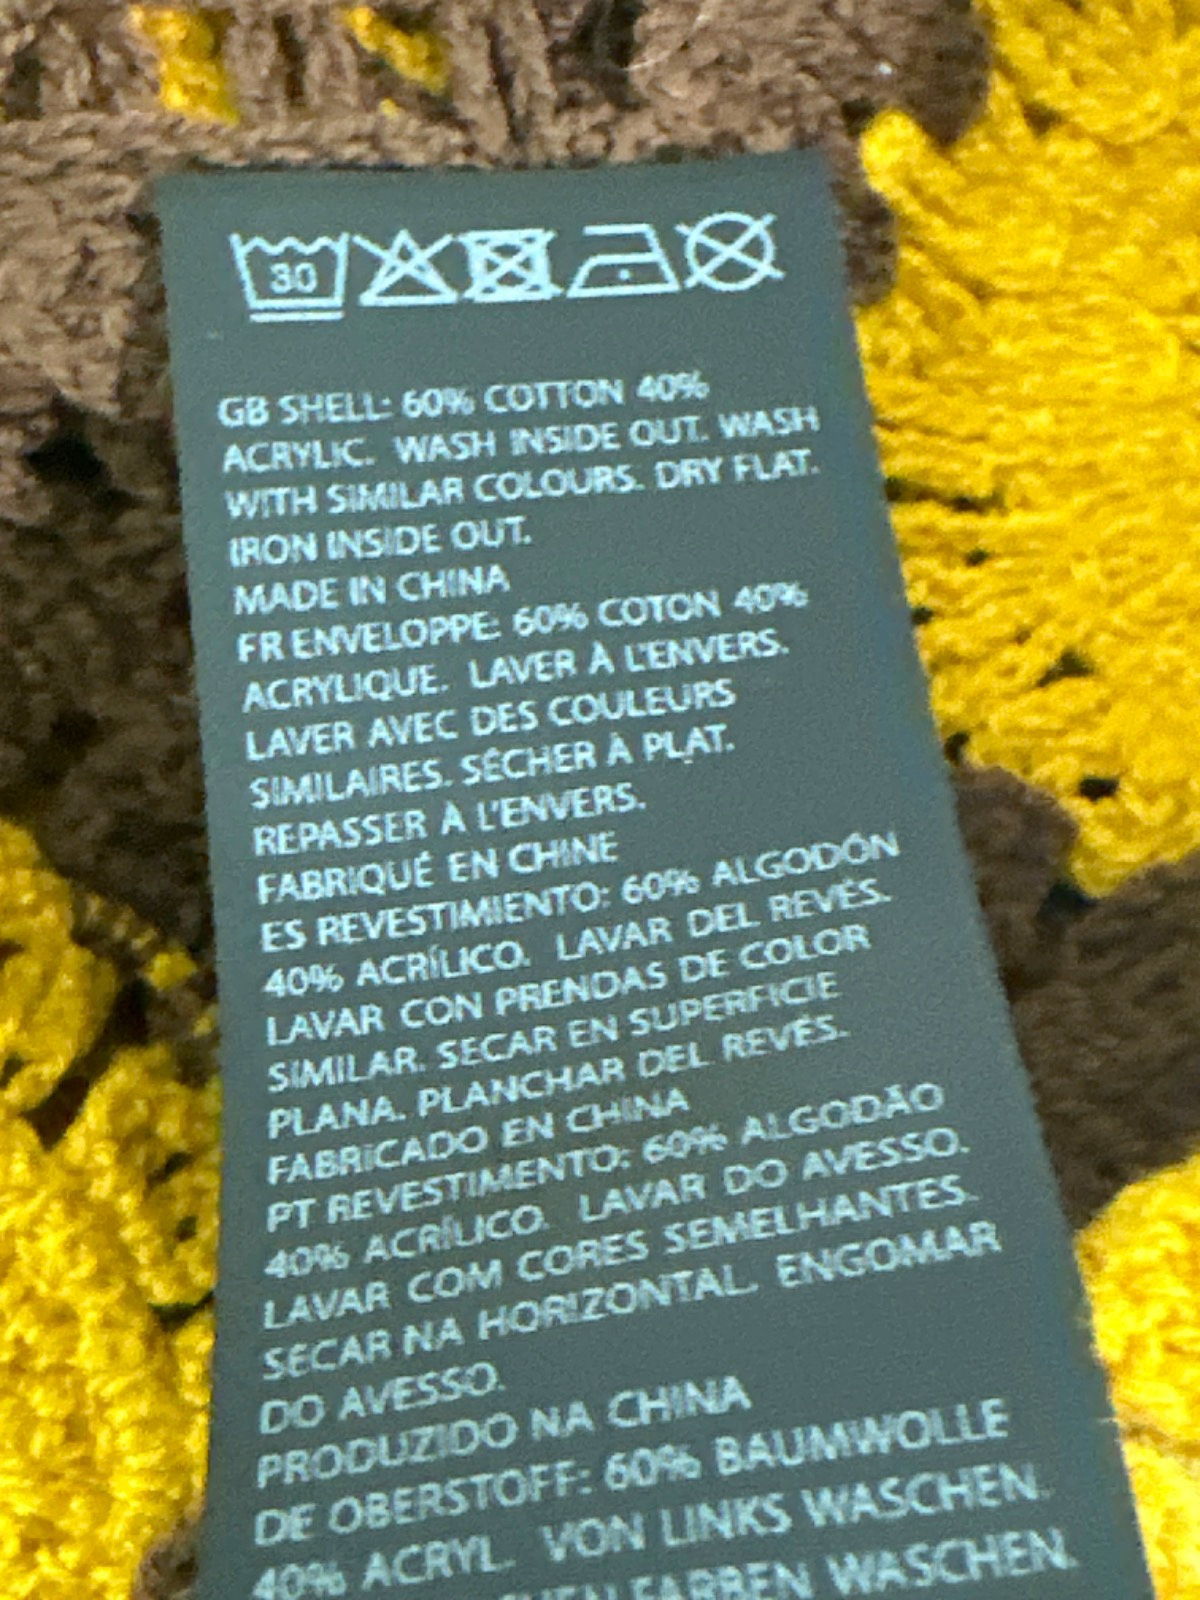 30
GB SHELL: 60% COTTON 40%
ACRYLIC. WASH INSIDE OUT. WASH
WITH SIMILAR COLOURS. DRY FLAT.
IRON INSIDE OUT.
MADE IN CHINA
FR ENVELOPPE: 60% COTON 40%
ACRYLIQUE. LAVER À L'ENVERS.
LAVER AVEC DES COULEURS
SIMILAIRES. SÉCHER À PLAT.
REPASSER À L'ENVERS.
FABRIQUÉ EN CHINE
ES REVESTIMIENTO: 60% ALGODÓN
40% ACRÍLICO. LAVAR DEL REVÉS.
LAVAR CON PRENDAS DE COLOR
SIMILAR. SECAR EN SUPERFICIE
PLANA. PLANCHAR DEL REVÉS.
FABRICADO EN CHINA
PT REVESTIMENTO: 60% ALGODÃO
40% ACRÍLICO. LAVAR DO AVESSO.
LAVAR COM CORES SEMELHANTES.
SECAR NA HORIZONTAL. ENGOMAR
DO AVESSO.
PRODUZIDO NA CHINA
DE OBERSTOFF: 60% BAUMWOLLE
40% ACRYL. VON LINKS WASCHEN.
FARBEN WASCHEN.